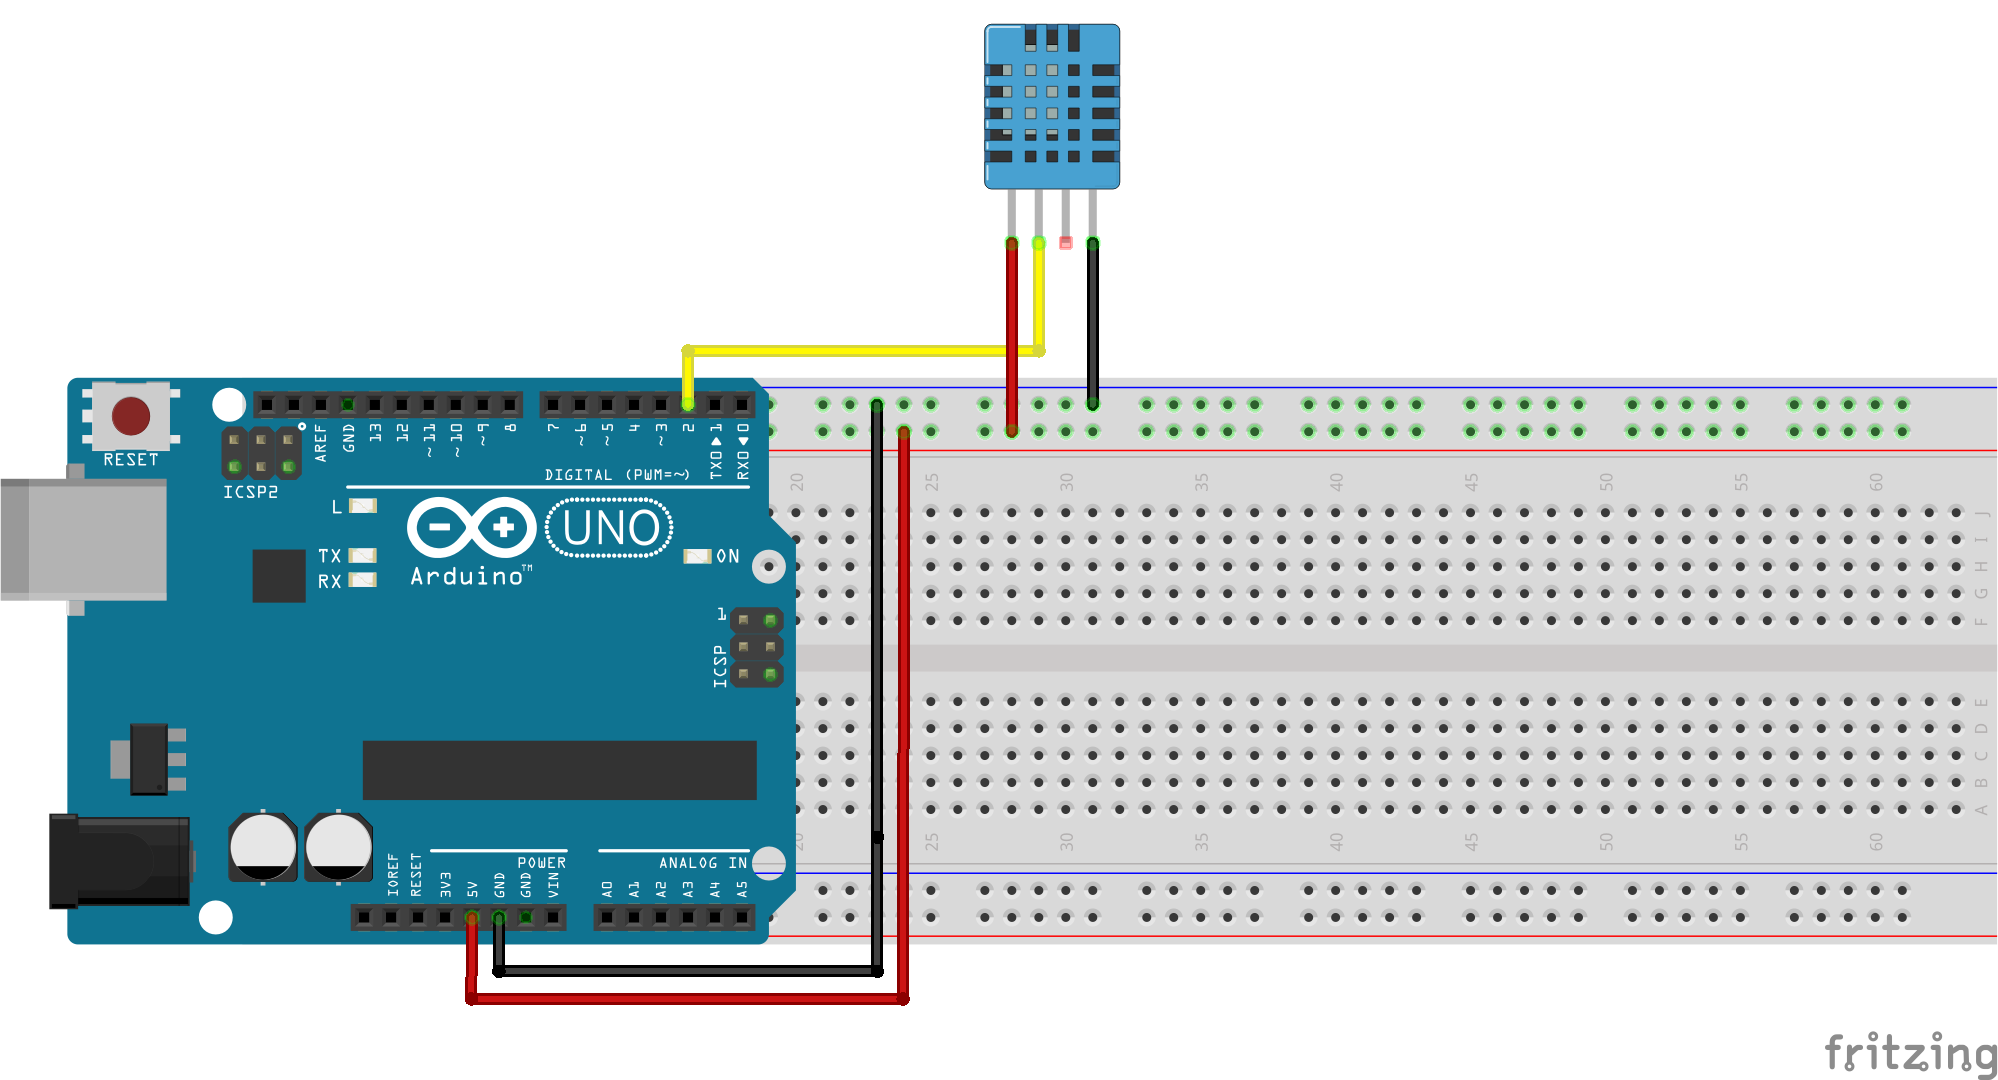 RESET
ICSP2
AREF
GND
13
12
~11
~10
~9
8
7
~6
~5
4
~3
2
TX0▶1
RX0◀0
DIGITAL (PWM=~)
L
TX
RX
Arduino™
UNO
ON
1
ICSP
IOREF
RESET
3V3
5V
GND
GND
VIN
POWER
A0
A1
A2
A3
A4
A5
ANALOG IN
20 25 30 35 40 45 50 55 60
J
I
H
G
F
E
D
C
B
A
20 25 30 35 40 45 50 55 60
fritzing